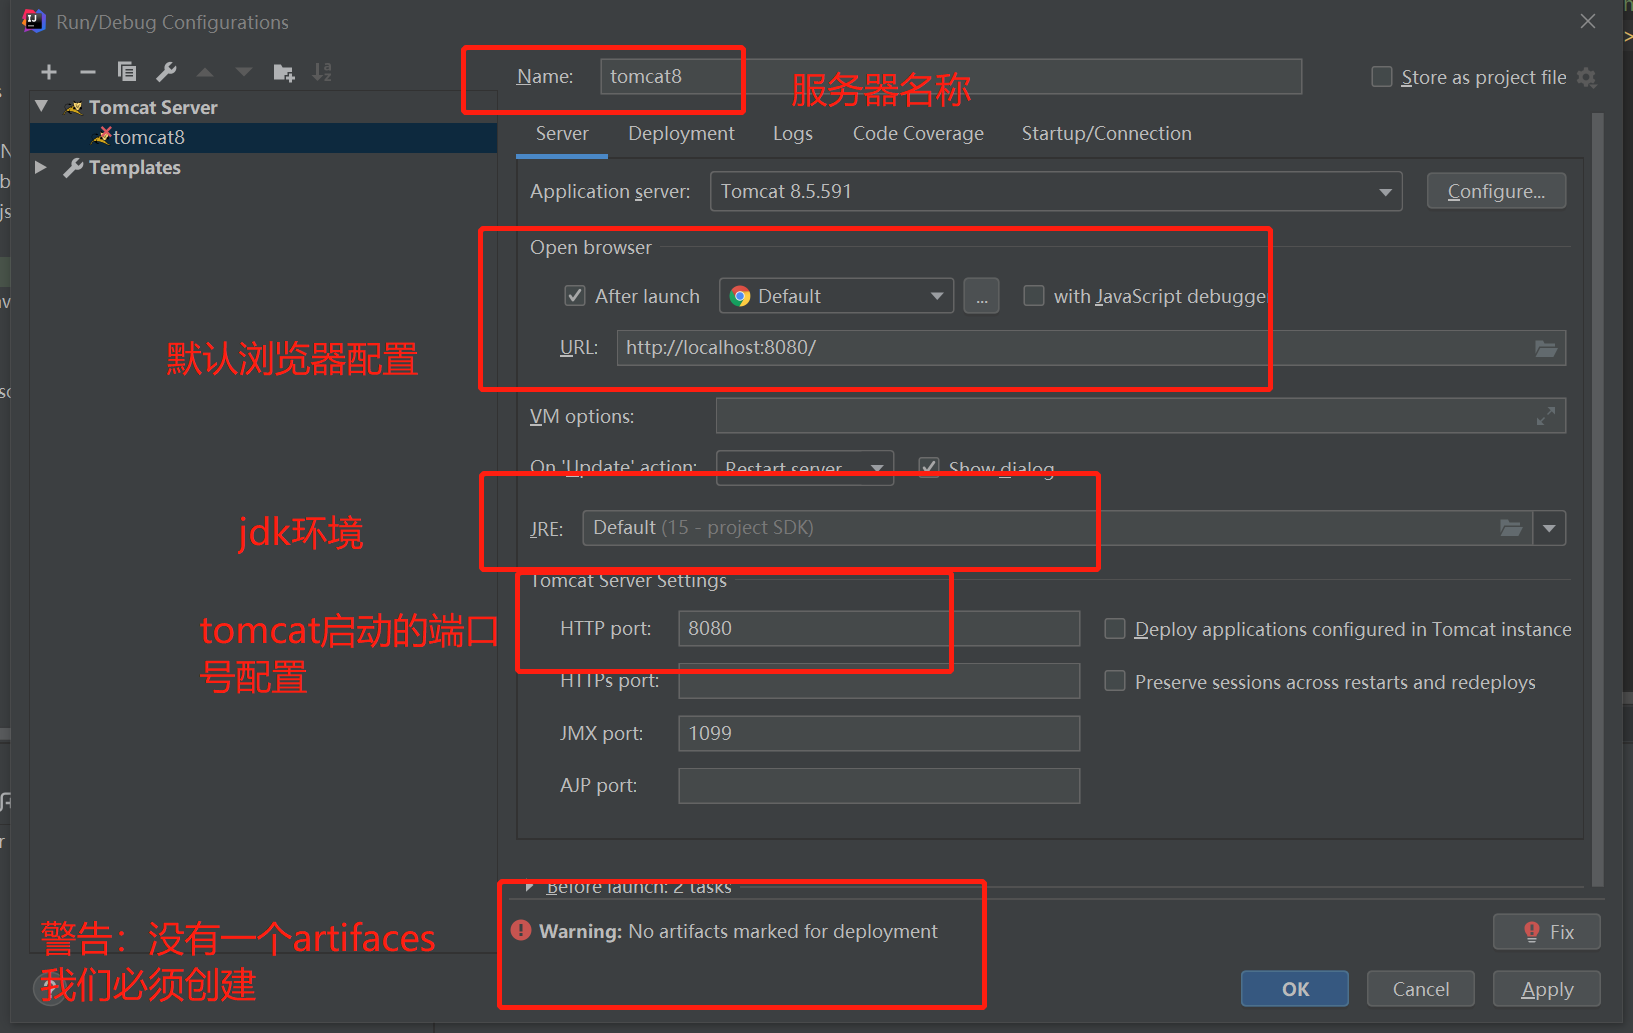 Run/Debug Configurations
Name: tomcat8
服务器名称
Store as project file
Tomcat Server
tomcat8
Templates
Server Deployment Logs Code Coverage Startup/Connection
Application server: Tomcat 8.5.591 Configure...
Open browser
After launch Default ... with JavaScript debugge
URL: http://localhost:8080/
默认浏览器配置
VM options:
On 'Update' action: Restart server Show dialog
jdk环境
JRE: Default (15 - project SDK)
Tomcat Server Settings
HTTP port: 8080 Deploy applications configured in Tomcat instance
tomcat启动的端口
号配置
HTTPs port: Preserve sessions across restarts and redeploys
JMX port: 1099
AJP port:
Before launch: 2 tasks
警告：没有一个artifaces
我们必须创建
Warning: No artifacts marked for deployment
Fix
OK Cancel Apply